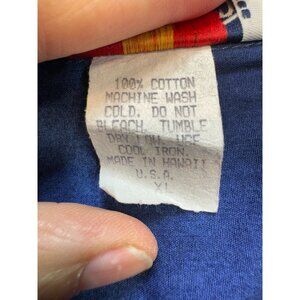 100% COTTON
MACHINE WASH
COLD. DO NOT
BLEACH. TUMBLE
DRY LOW. USE
COOL IRON.
MADE IN HAWAII
U.S.A.
XL